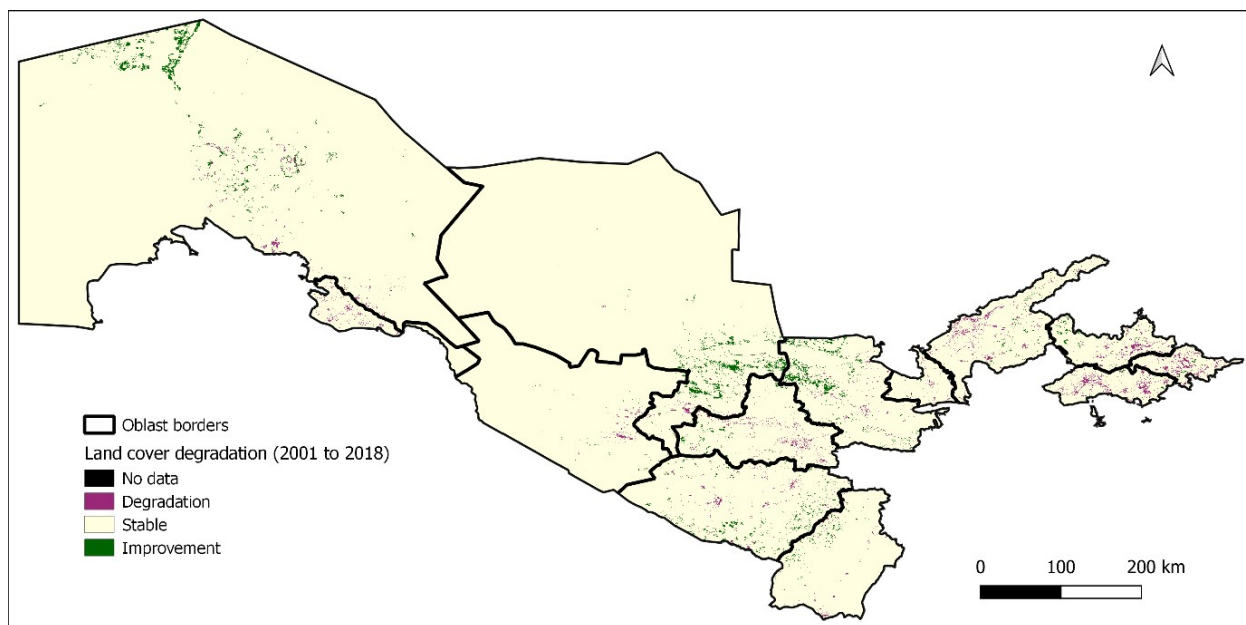 Oblast borders
Land cover degradation (2001 to 2018)
No data
Degradation
Stable
Improvement
0 100 200 km